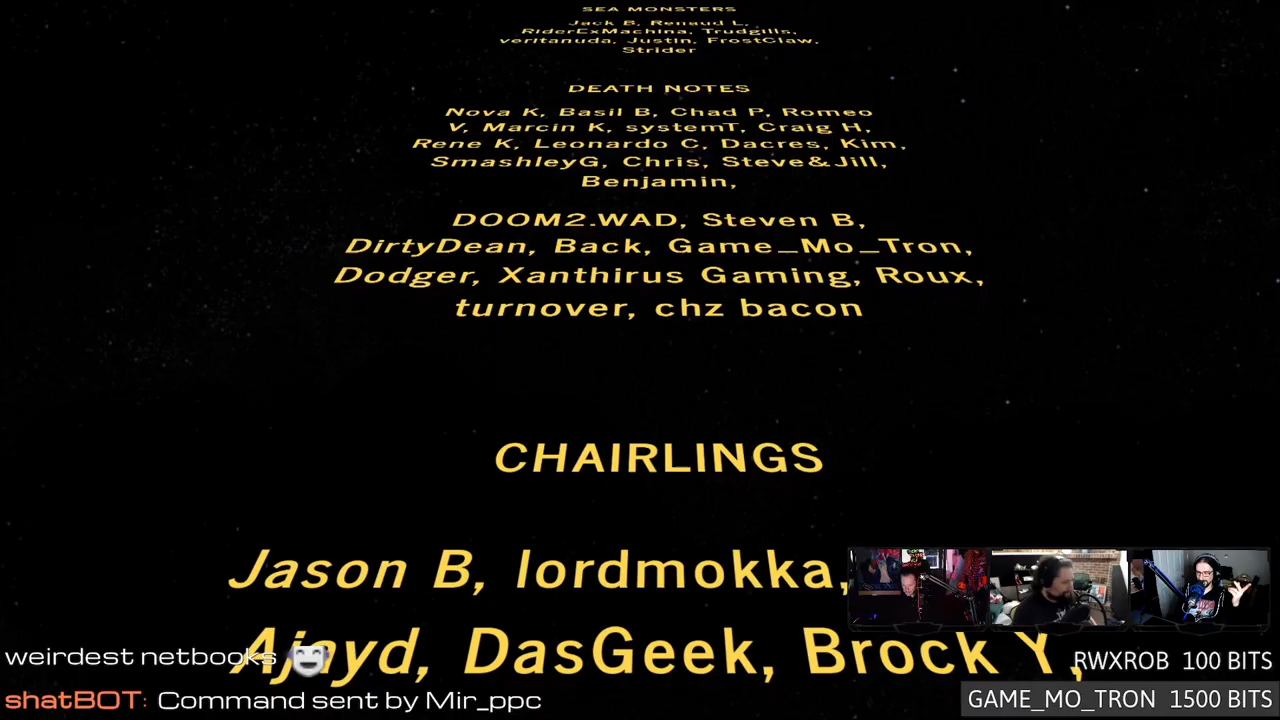 SEA MONSTERS
Jack B, Renaud L,
RiderExMachina, Trudgills,
veritanuda, Justin, FrostClaw,
Strider
DEATH NOTES
Nova K, Basil B, Chad P, Romeo
V, Marcin K, systemT, Craig H,
Rene K, Leonardo C, Dacres, Kim,
SmashleyG, Chris, Steve&Jill,
Benjamin,
DOOM2.WAD, Steven B,
DirtyDean, Back, Game_Mo_Tron,
Dodger, Xanthirus Gaming, Roux,
turnover, chz bacon
CHAIRLINGS
Jason B, lordmokka,
Ajayd, DasGeek, Brock Y,
weirdest netbooks
RWXROB 100 BITS
shatBOT: Command sent by Mir_ppc
GAME_MO_TRON 1500 BITS